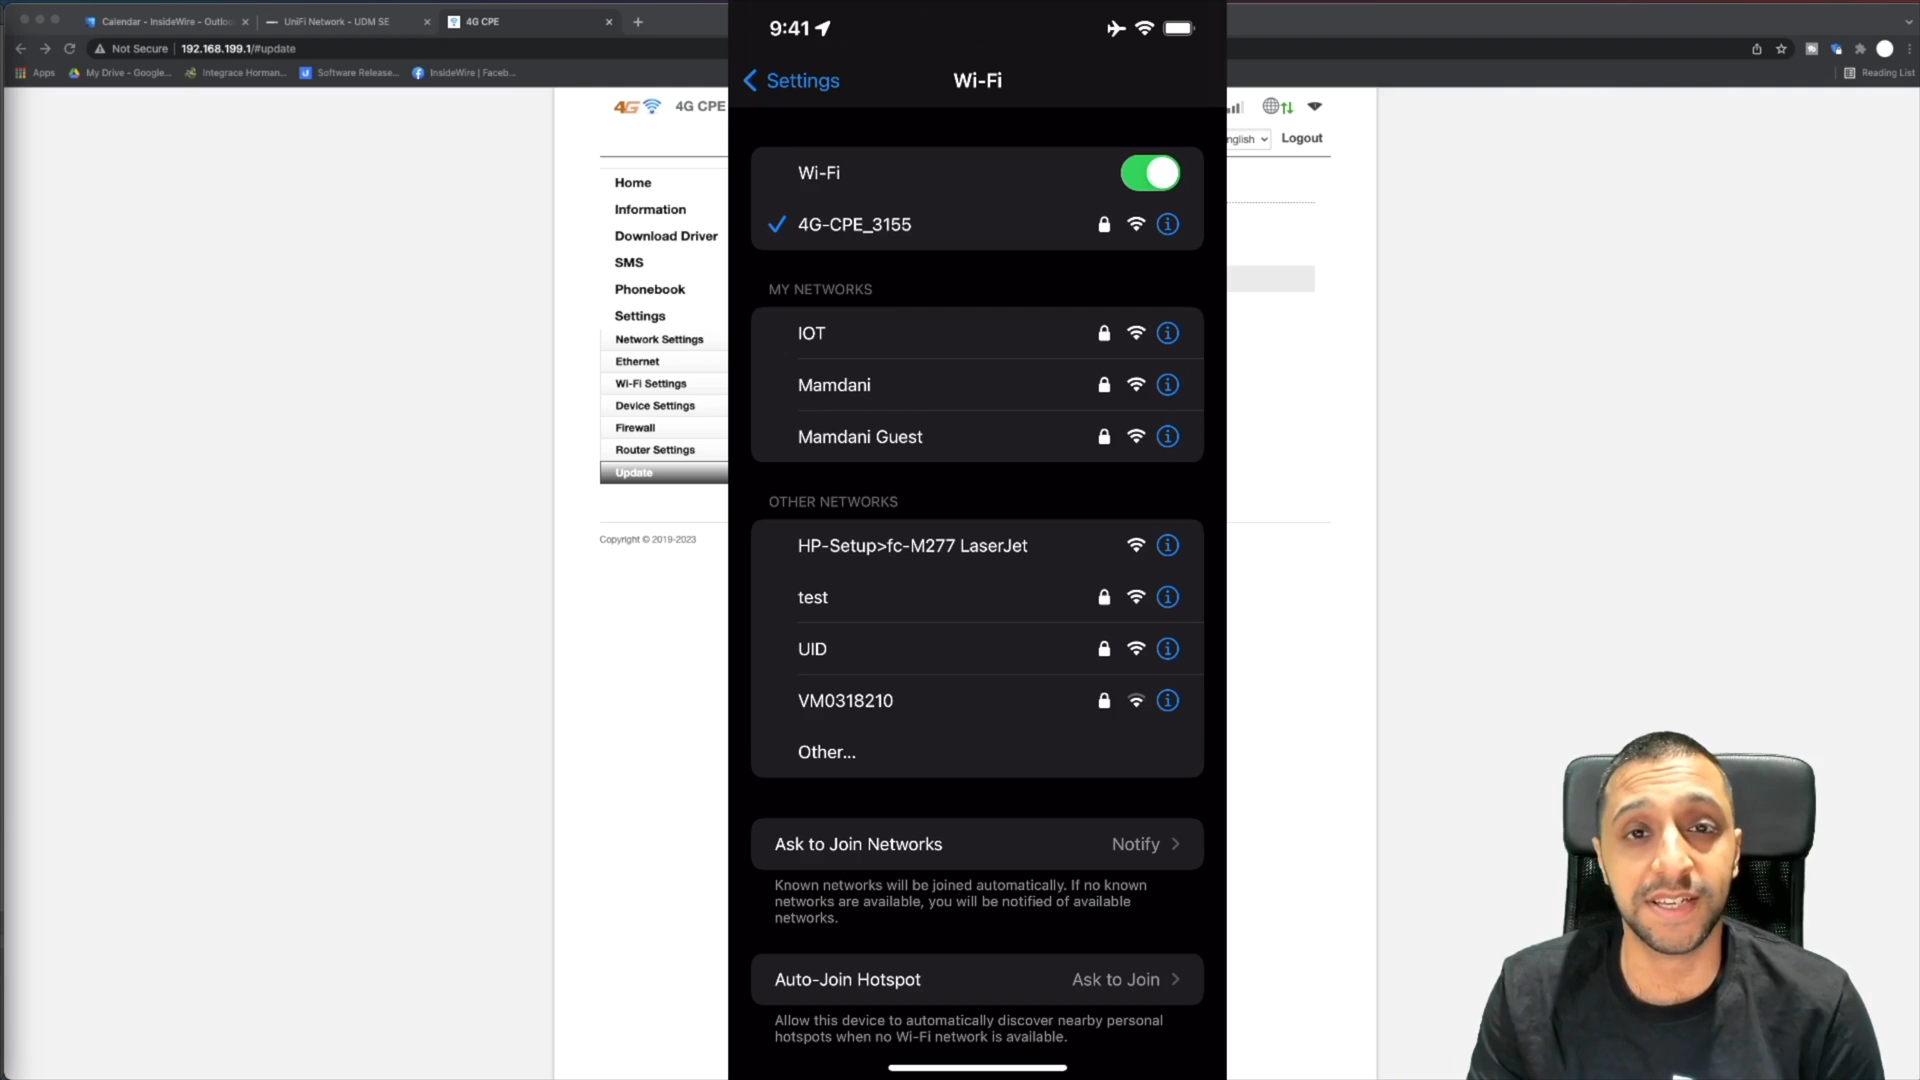 Calendar - InsideWire - Outloo
UniFi Network - UDM SE
4G CPE
Not Secure | 192.168.199.1/#update
Apps
My Drive - Google...
Integrace Horman...
Software Release...
InsideWire | Faceb...
Reading List
4G
4G CPE
nglish
Logout
Home
Information
Download Driver
SMS
Phonebook
Settings
Network Settings
Ethernet
Wi-Fi Settings
Device Settings
Firewall
Router Settings
Update
Copyright © 2019-2023
9:41
Settings
Wi-Fi
Wi-Fi
4G-CPE_3155
MY NETWORKS
IOT
Mamdani
Mamdani Guest
OTHER NETWORKS
HP-Setup>fc-M277 LaserJet
test
UID
VM0318210
Other...
Ask to Join Networks
Notify
Known networks will be joined automatically. If no known
networks are available, you will be notified of available
networks.
Auto-Join Hotspot
Ask to Join
Allow this device to automatically discover nearby personal
hotspots when no Wi-Fi network is available.